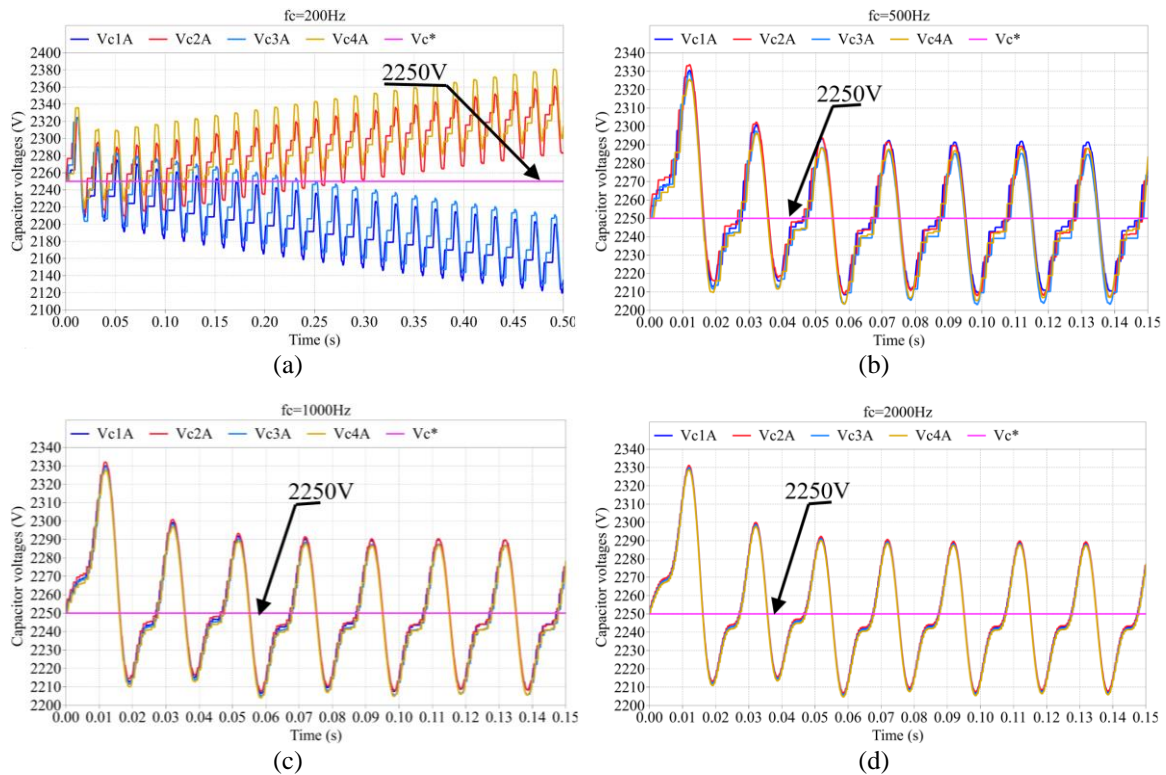 fc=200Hz
Vc1A Vc2A Vc3A Vc4A Vc*
Capacitor voltages (V)
2400
2380
2360
2340
2320
2300
2280
2260
2240
2220
2200
2180
2160
2140
2120
2100
2250V
0.00 0.05 0.10 0.15 0.20 0.25 0.30 0.35 0.40 0.45 0.50
Time (s)
(a)
fc=500Hz
Vc1A Vc2A Vc3A Vc4A Vc*
Capacitor voltages (V)
2340
2330
2320
2310
2300
2290
2280
2270
2260
2250
2240
2230
2220
2210
2200
2250V
0.00 0.01 0.02 0.03 0.04 0.05 0.06 0.07 0.08 0.09 0.10 0.11 0.12 0.13 0.14 0.15
Time (s)
(b)
fc=1000Hz
Vc1A Vc2A Vc3A Vc4A Vc*
Capacitor voltages (V)
2340
2330
2320
2310
2300
2290
2280
2270
2260
2250
2240
2230
2220
2210
2200
2250V
0.00 0.01 0.02 0.03 0.04 0.05 0.06 0.07 0.08 0.09 0.10 0.11 0.12 0.13 0.14 0.15
Time (s)
(c)
fc=2000Hz
Vc1A Vc2A Vc3A Vc4A Vc*
Capacitor voltages (V)
2340
2330
2320
2310
2300
2290
2280
2270
2260
2250
2240
2230
2220
2210
2200
2250V
0.00 0.01 0.02 0.03 0.04 0.05 0.06 0.07 0.08 0.09 0.10 0.11 0.12 0.13 0.14 0.15
Time (s)
(d)